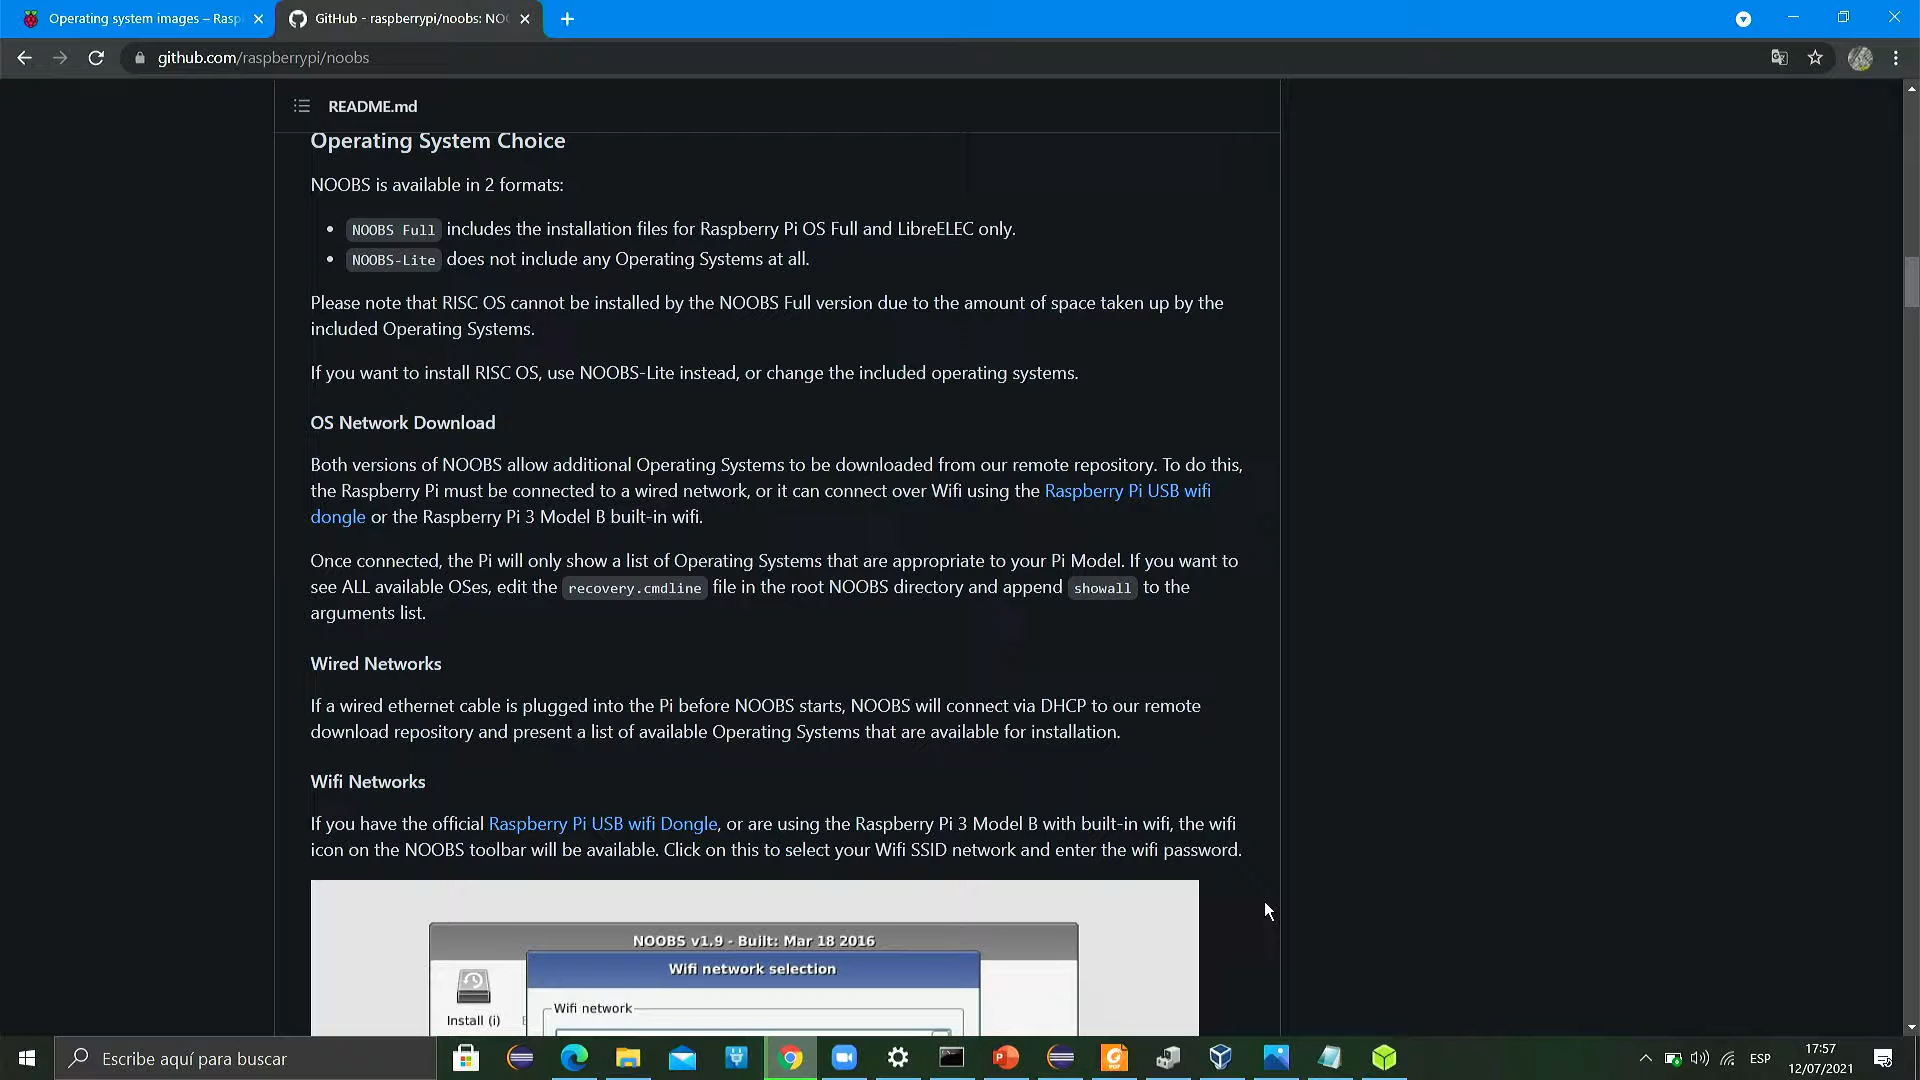 Operating system images – Rasp
GitHub - raspberrypi/noobs: NO
github.com/raspberrypi/noobs
README.md
Operating System Choice
NOOBS is available in 2 formats:
• NOOBS Full includes the installation files for Raspberry Pi OS Full and LibreELEC only.
• NOOBS-Lite does not include any Operating Systems at all.
Please note that RISC OS cannot be installed by the NOOBS Full version due to the amount of space taken up by the
included Operating Systems.
If you want to install RISC OS, use NOOBS-Lite instead, or change the included operating systems.
OS Network Download
Both versions of NOOBS allow additional Operating Systems to be downloaded from our remote repository. To do this,
the Raspberry Pi must be connected to a wired network, or it can connect over Wifi using the Raspberry Pi USB wifi
dongle or the Raspberry Pi 3 Model B built-in wifi.
Once connected, the Pi will only show a list of Operating Systems that are appropriate to your Pi Model. If you want to
see ALL available OSes, edit the recovery.cmdline file in the root NOOBS directory and append showall to the
arguments list.
Wired Networks
If a wired ethernet cable is plugged into the Pi before NOOBS starts, NOOBS will connect via DHCP to our remote
download repository and present a list of available Operating Systems that are available for installation.
Wifi Networks
If you have the official Raspberry Pi USB wifi Dongle, or are using the Raspberry Pi 3 Model B with built-in wifi, the wifi
icon on the NOOBS toolbar will be available. Click on this to select your Wifi SSID network and enter the wifi password.
NOOBS v1.9 - Built: Mar 18 2016
Wifi network selection
Wifi network
Install (i)
Escribe aquí para buscar
ESP
17:57
12/07/2021